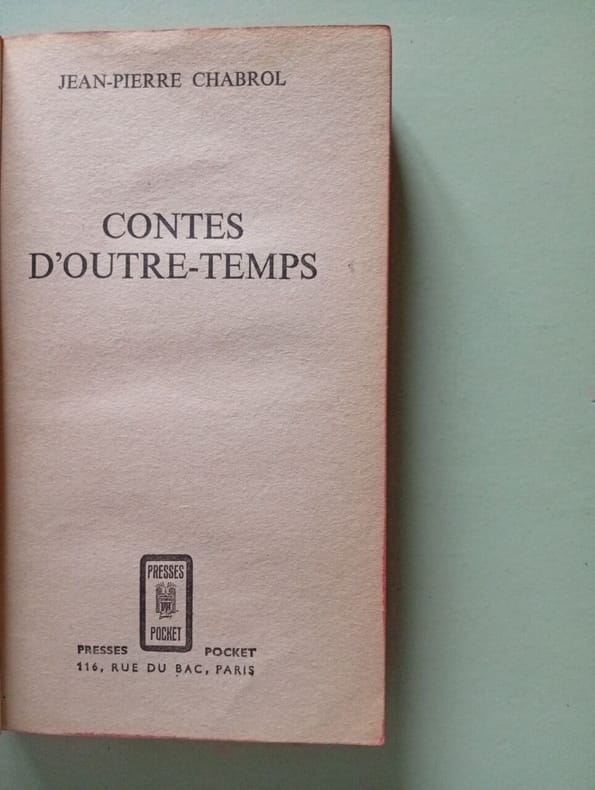 JEAN-PIERRE CHABROL
CONTES
D'OUTRE-TEMPS
PRESSES
POCKET
PRESSES POCKET
116, RUE DU BAC, PARIS